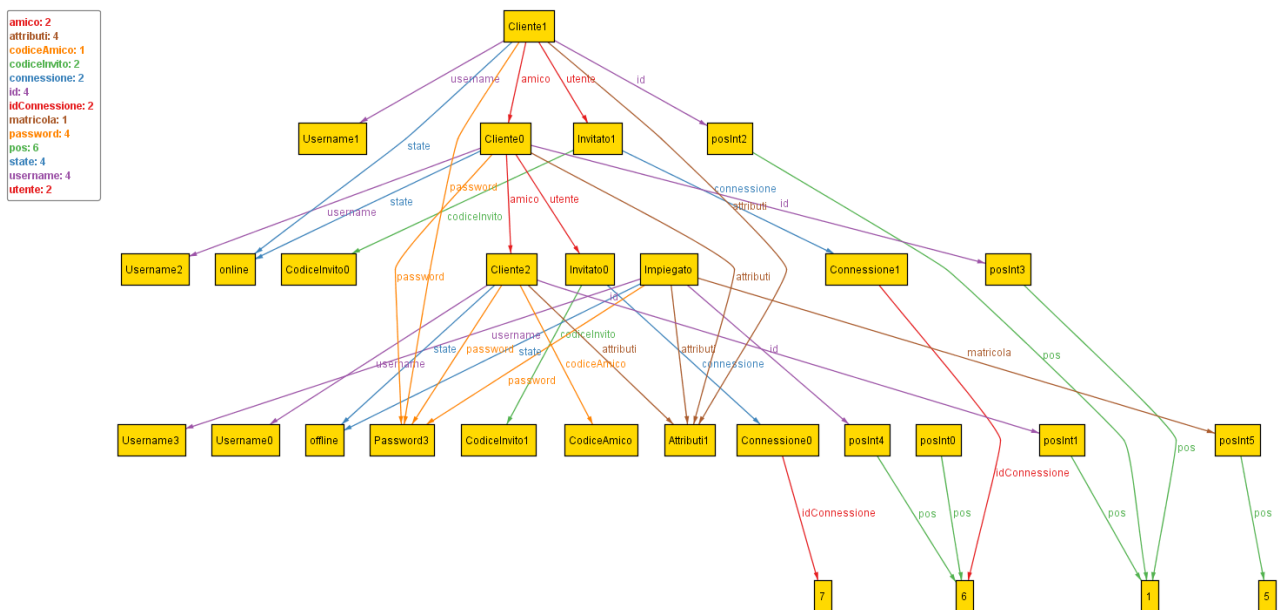 amico: 2
attributi: 4
codiceAmico: 1
codiceInvito: 2
connessione: 2
id: 4
idConnessione: 2
matricola: 1
password: 4
pos: 6
state: 4
username: 4
utente: 2
Cliente1
username
amico
utente
id
Username1
Cliente0
Invitato1
posInt2
state
password
connessione
attributi
id
username
state
codiceInvito
amico
utente
Username2
online
CodiceInvito0
Cliente2
Invitato0
Impiegato
Connessione1
posInt3
password
attributi
id
username
state
password
state
codiceInvito
attributi
attributi
connessione
id
matricola
pos
username
password
codiceAmico
pos
Username3
Username0
offline
Password3
CodiceInvito1
CodiceAmico
Attributi1
Connessione0
posInt4
posInt0
posInt1
posInt5
idConnessione
idConnessione
pos
pos
pos
pos
7
6
1
5